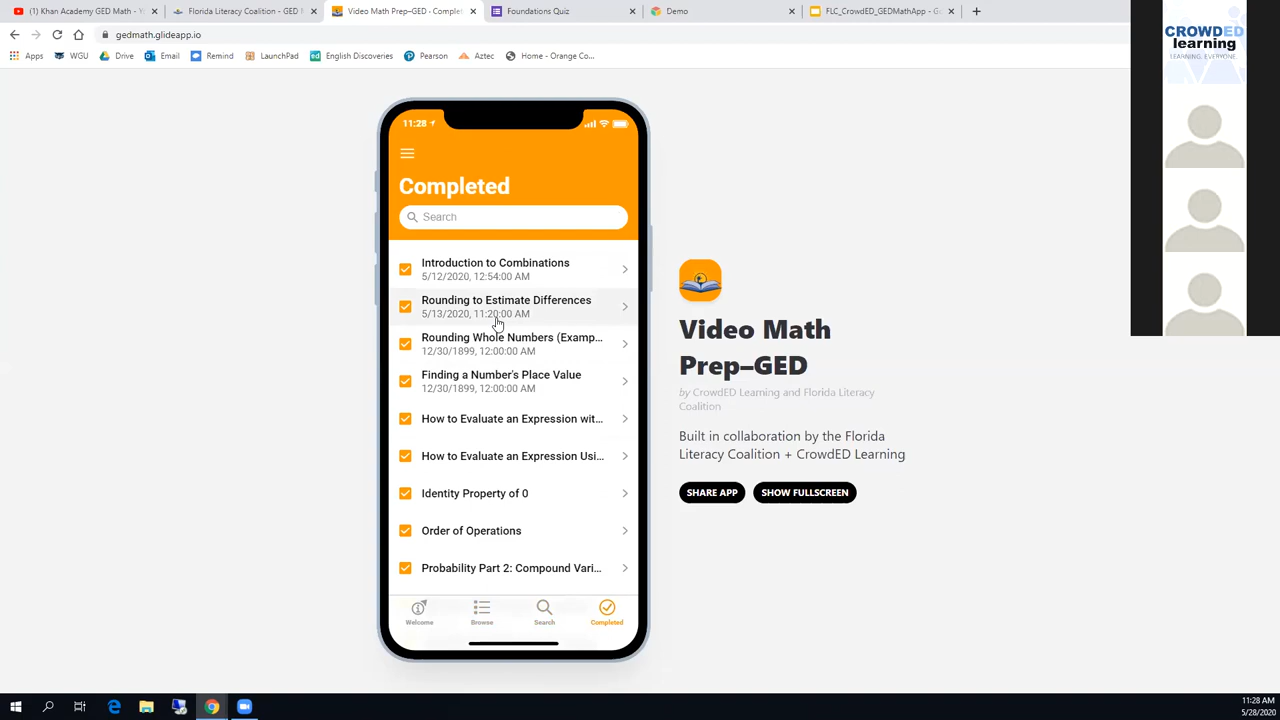 (1) Khan Academy GED Math -
Florida Literacy Coalition - GED M
Video Math Prep–GED - Complet
Foundations Quiz
Demo
FLC_CrowdED_GEDMathApp - Go
gedmath.glideapp.io
Apps
WGU
Drive
Email
Remind
LaunchPad
English Discoveries
Pearson
Aztec
Home - Orange Co...
CROWDED
learning
LEARNING. EVERYONE.
11:28
Completed
Search
Introduction to Combinations
5/12/2020, 12:54:00 AM
Rounding to Estimate Differences
5/13/2020, 11:20:00 AM
Rounding Whole Numbers (Examp...
12/30/1899, 12:00:00 AM
Finding a Number's Place Value
12/30/1899, 12:00:00 AM
How to Evaluate an Expression wit...
How to Evaluate an Expression Usi...
Identity Property of 0
Order of Operations
Probability Part 2: Compound Vari...
Welcome
Browse
Search
Completed
Video Math
Prep–GED
by CrowdED Learning and Florida Literacy
Coalition
Built in collaboration by the Florida
Literacy Coalition + CrowdED Learning
SHARE APP
SHOW FULLSCREEN
11:28 AM
5/28/2020